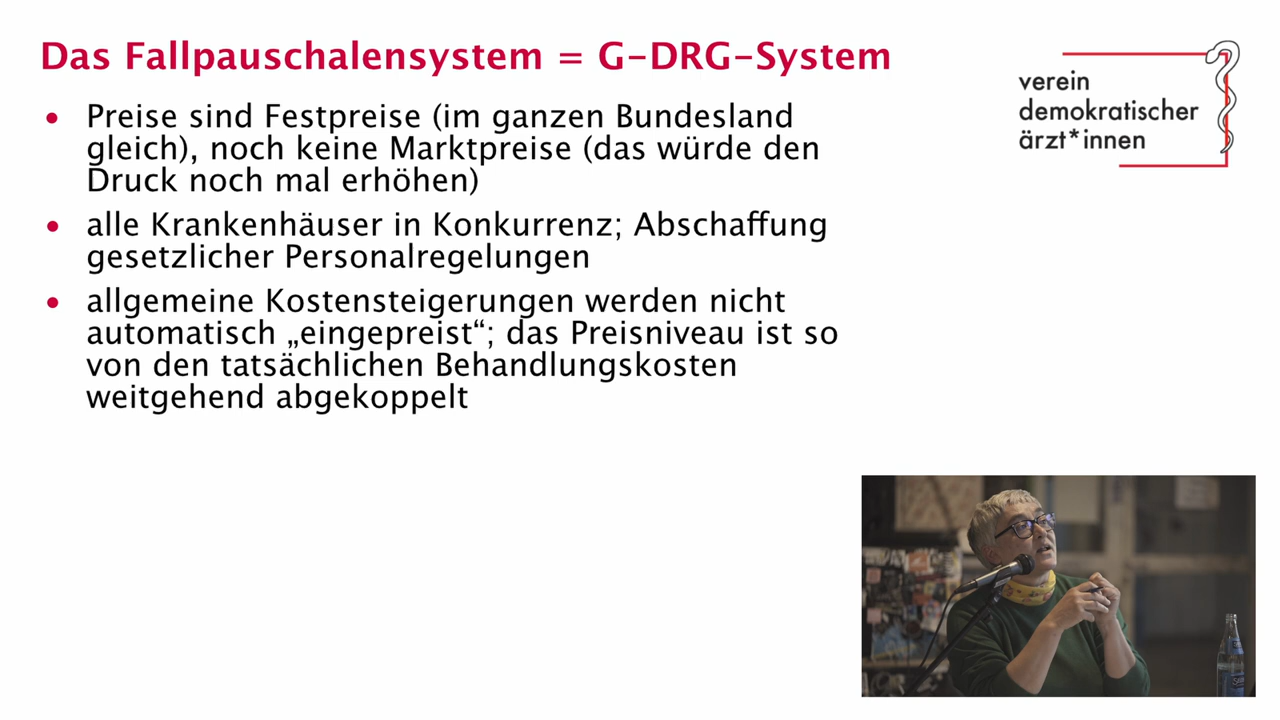 Das Fallpauschalensystem = G-DRG-System
• Preise sind Festpreise (im ganzen Bundesland
gleich), noch keine Marktpreise (das würde den
Druck noch mal erhöhen)
• alle Krankenhäuser in Konkurrenz; Abschaffung
gesetzlicher Personalregelungen
• allgemeine Kostensteigerungen werden nicht
automatisch „eingepreist“; das Preisniveau ist so
von den tatsächlichen Behandlungskosten
weitgehend abgekoppelt
verein
demokratischer
ärzt*innen